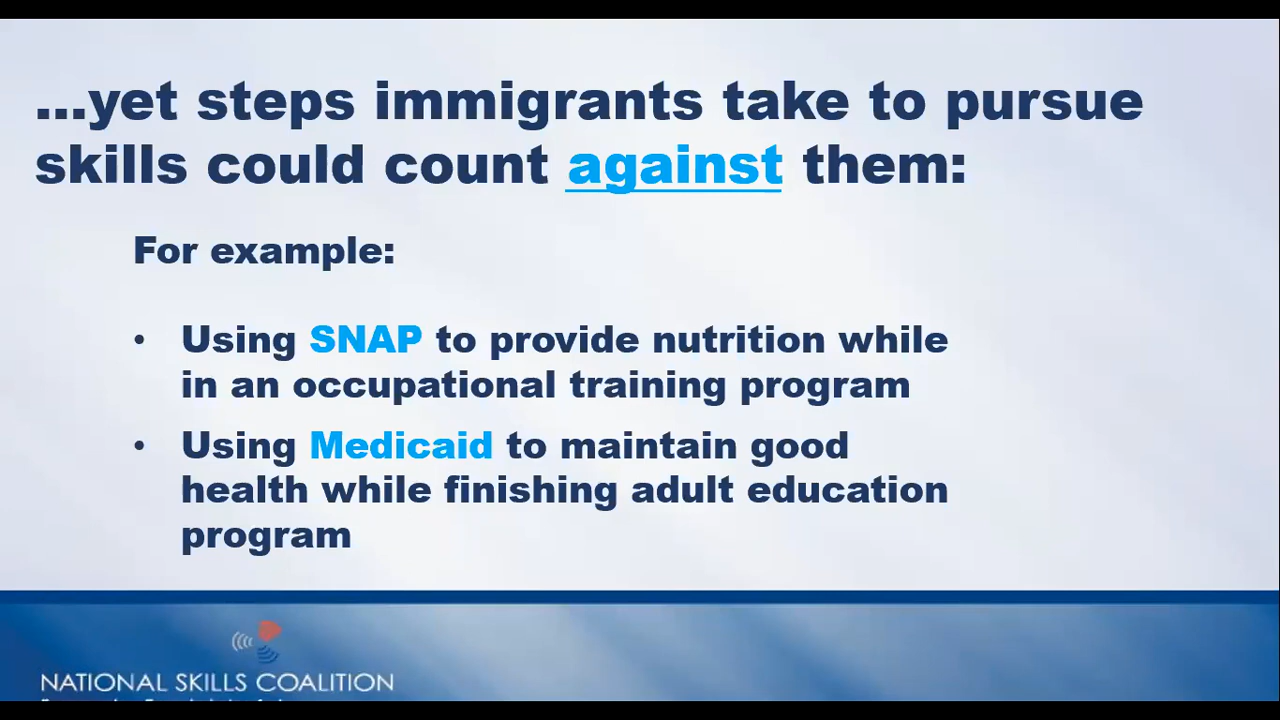 ...yet steps immigrants take to pursue
skills could count against them:
For example:
• Using SNAP to provide nutrition while
in an occupational training program
• Using Medicaid to maintain good
health while finishing adult education
program
NATIONAL SKILLS COALITION